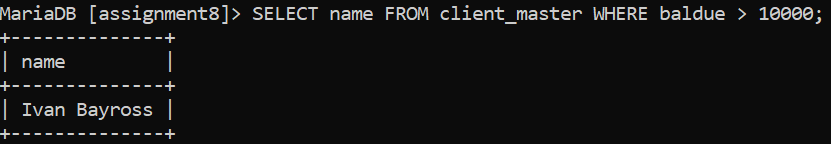 MariaDB [assignment8]> SELECT name FROM client_master WHERE baldue > 10000;
+--------------+
| name         |
+--------------+
| Ivan Bayross |
+--------------+